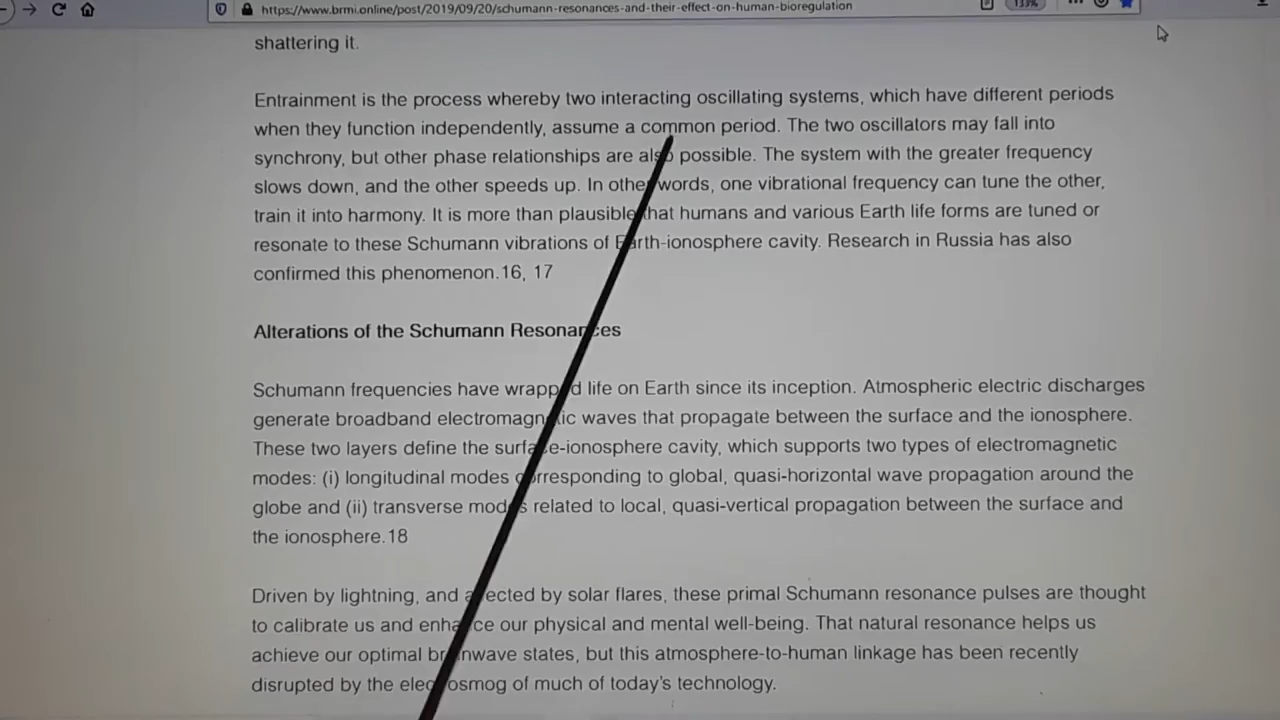 https://www.brmi.online/post/2019/09/20/schumann-resonances-and-their-effect-on-human-bioregulation
133%
shattering it.
Entrainment is the process whereby two interacting oscillating systems, which have different periods
when they function independently, assume a common period. The two oscillators may fall into
synchrony, but other phase relationships are also possible. The system with the greater frequency
slows down, and the other speeds up. In other words, one vibrational frequency can tune the other,
train it into harmony. It is more than plausible that humans and various Earth life forms are tuned or
resonate to these Schumann vibrations of Earth-ionosphere cavity. Research in Russia has also
confirmed this phenomenon.16, 17
Alterations of the Schumann Resonances
Schumann frequencies have wrapped life on Earth since its inception. Atmospheric electric discharges
generate broadband electromagnetic waves that propagate between the surface and the ionosphere.
These two layers define the surface-ionosphere cavity, which supports two types of electromagnetic
modes: (i) longitudinal modes corresponding to global, quasi-horizontal wave propagation around the
globe and (ii) transverse modes related to local, quasi-vertical propagation between the surface and
the ionosphere.18
Driven by lightning, and affected by solar flares, these primal Schumann resonance pulses are thought
to calibrate us and enhance our physical and mental well-being. That natural resonance helps us
achieve our optimal brainwave states, but this atmosphere-to-human linkage has been recently
disrupted by the electrosmog of much of today's technology.